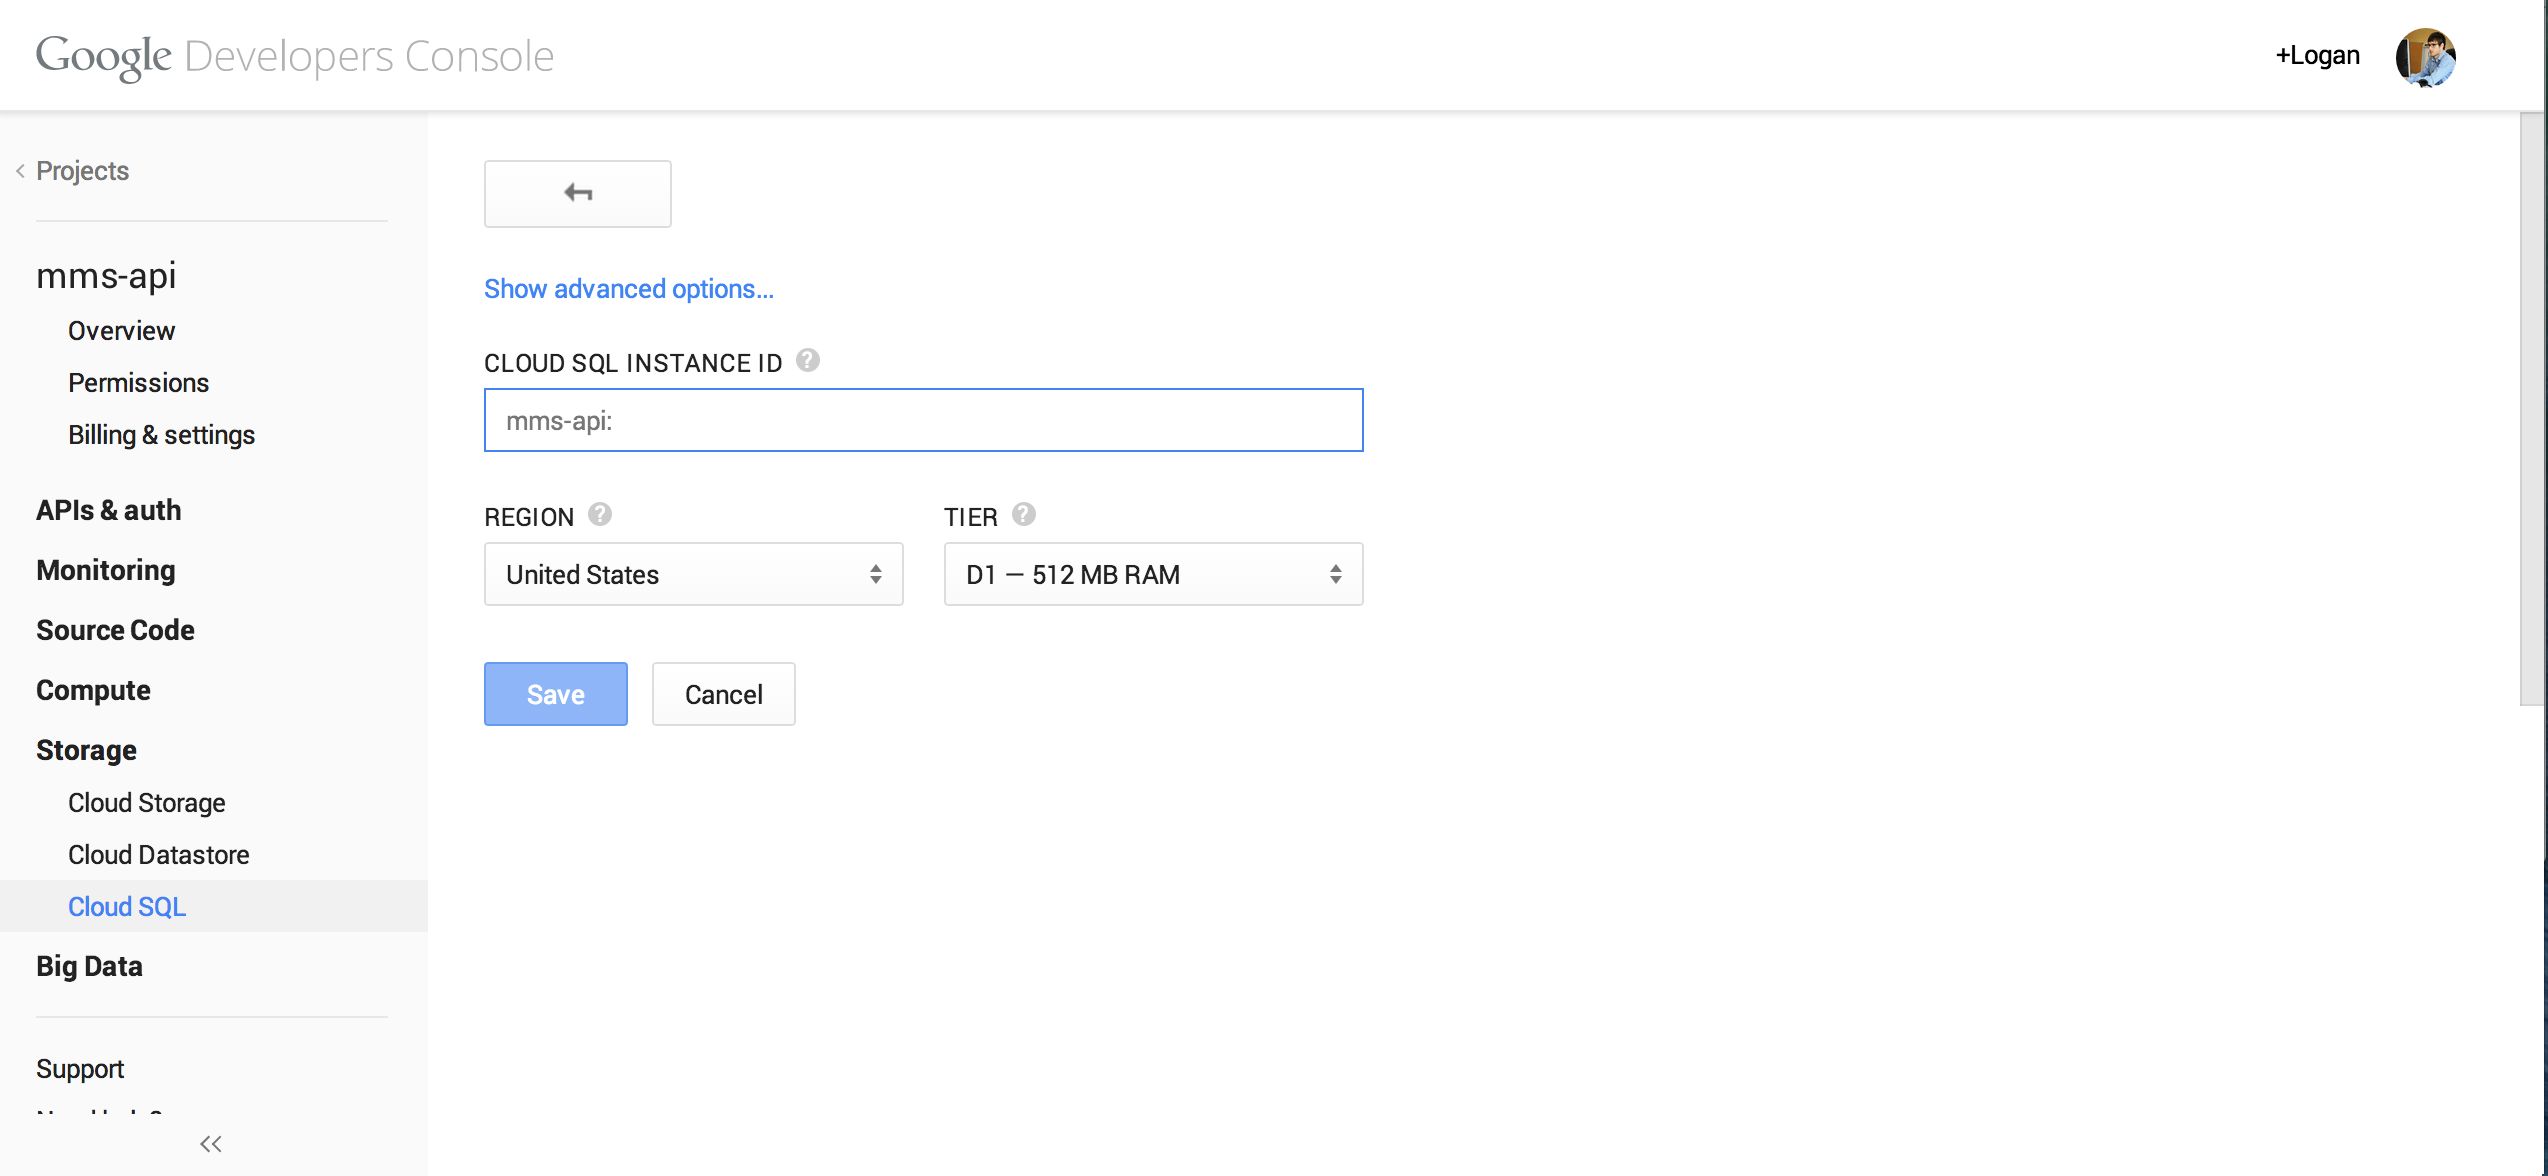 Google Developers Console
+Logan
Projects
mms-api
Overview
Permissions
Billing & settings
APIs & auth
Monitoring
Source Code
Compute
Storage
Cloud Storage
Cloud Datastore
Cloud SQL
Big Data
Support
Show advanced options...
CLOUD SQL INSTANCE ID ?
mms-api:
REGION ?
TIER ?
United States
D1 — 512 MB RAM
Save
Cancel